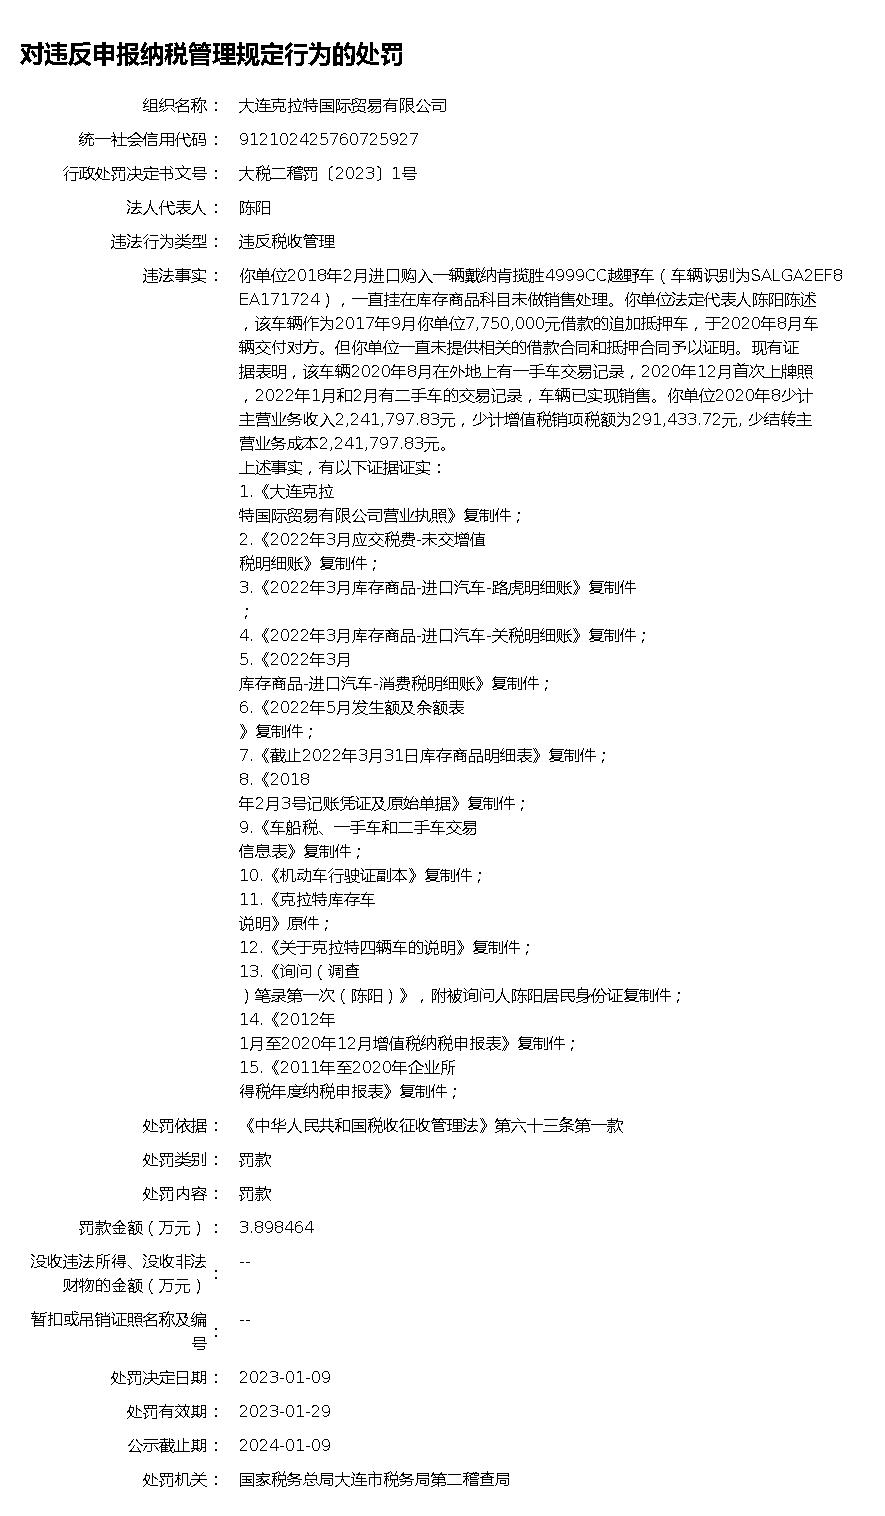 对违反申报纳税管理规定行为的处罚
组织名称： 大连克拉特国际贸易有限公司
统一社会信用代码： 912102425760725927
行政处罚决定书文号： 大税二稽罚〔2023〕1号
法人代表人： 陈阳
违法行为类型： 违反税收管理
违法事实： 你单位2018年2月进口购入一辆戴纳肯揽胜4999CC越野车（车辆识别为SALGA2EF8
EA171724），一直挂在库存商品科目未做销售处理。你单位法定代表人陈阳陈述
，该车辆作为2017年9月你单位7,750,000元借款的追加抵押车，于2020年8月车
辆交付对方。但你单位一直未提供相关的借款合同和抵押合同予以证明。现有证
据表明，该车辆2020年8月在外地上有一手车交易记录，2020年12月首次上牌照
，2022年1月和2月有二手车的交易记录，车辆已实现销售。你单位2020年8少计
主营业务收入2,241,797.83元，少计增值税销项税额为291,433.72元, 少结转主
营业务成本2,241,797.83元。
上述事实，有以下证据证实：
1.《大连克拉
特国际贸易有限公司营业执照》复制件；
2.《2022年3月应交税费-未交增值
税明细账》复制件；
3.《2022年3月库存商品-进口汽车-路虎明细账》复制件
；
4.《2022年3月库存商品-进口汽车-关税明细账》复制件；
5.《2022年3月
库存商品-进口汽车-消费税明细账》复制件；
6.《2022年5月发生额及余额表
》复制件；
7.《截止2022年3月31日库存商品明细表》复制件；
8.《2018
年2月3号记账凭证及原始单据》复制件；
9.《车船税、一手车和二手车交易
信息表》复制件；
10.《机动车行驶证副本》复制件；
11.《克拉特库存车
说明》原件；
12.《关于克拉特四辆车的说明》复制件；
13.《询问（调查
）笔录第一次（陈阳）》，附被询问人陈阳居民身份证复制件；
14.《2012年
1月至2020年12月增值税纳税申报表》复制件；
15.《2011年至2020年企业所
得税年度纳税申报表》复制件；
处罚依据： 《中华人民共和国税收征收管理法》第六十三条第一款
处罚类别： 罚款
处罚内容： 罚款
罚款金额（万元）： 3.898464
没收违法所得、没收非法
财物的金额（万元）： --
暂扣或吊销证照名称及编
号： --
处罚决定日期： 2023-01-09
处罚有效期： 2023-01-29
公示截止期： 2024-01-09
处罚机关： 国家税务总局大连市税务局第二稽查局